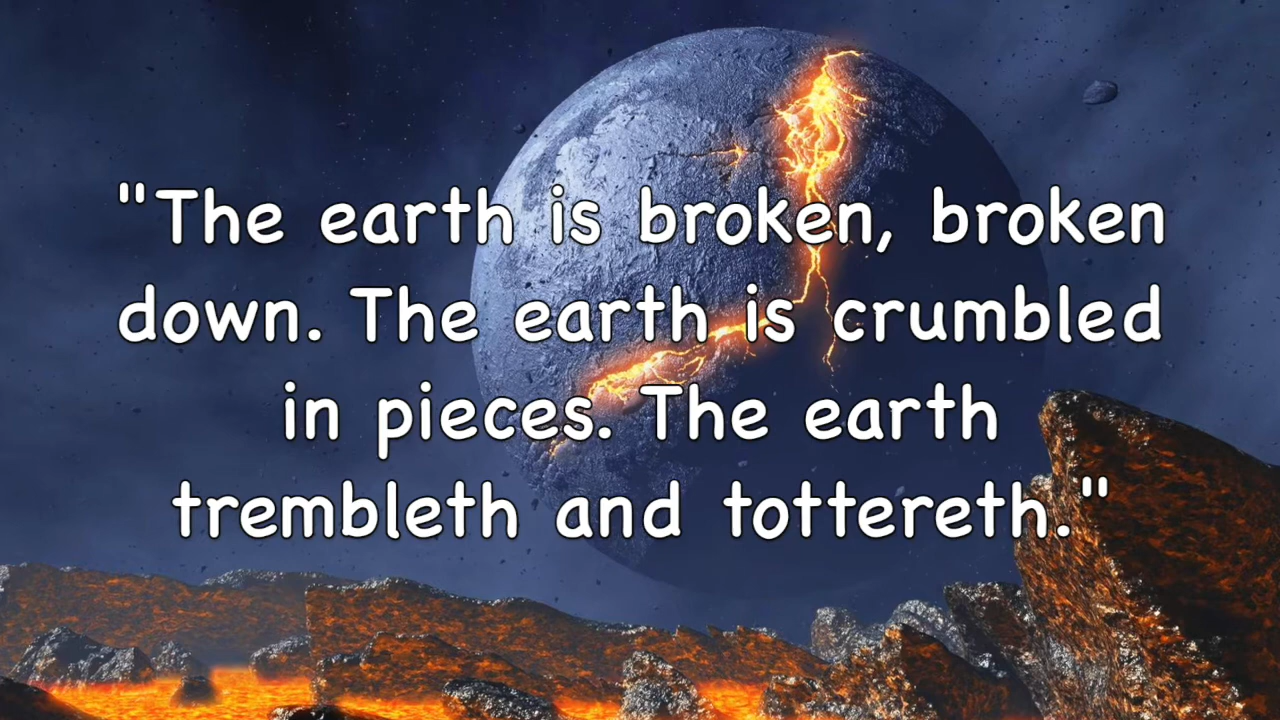 "The earth is broken, broken
down. The earth is crumbled
in pieces. The earth
trembleth and tottereth."